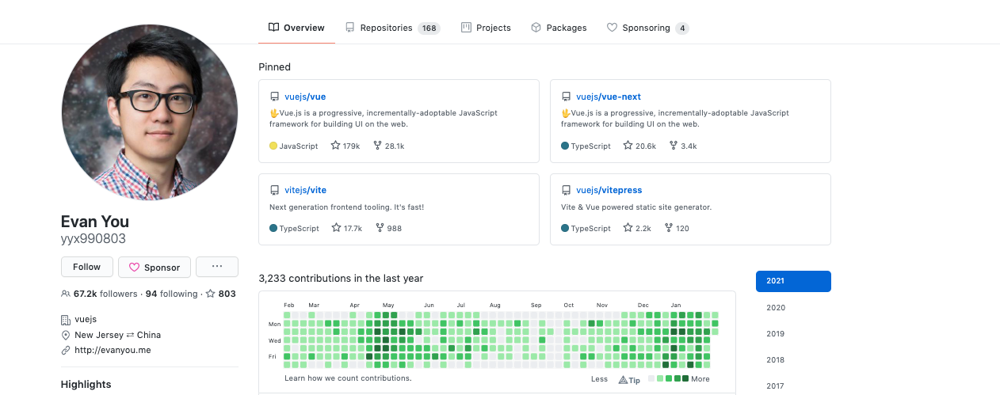 Overview Repositories 168 Projects Packages Sponsoring 4
Evan You
yyx990803
Follow Sponsor ...
67.2k followers · 94 following · 803
vuejs
New Jersey ⇄ China
http://evanyou.me
Highlights
Pinned
vuejs/vue
🖖Vue.js is a progressive, incrementally-adoptable JavaScript
framework for building UI on the web.
JavaScript 179k 28.1k
vuejs/vue-next
🖖Vue.js is a progressive, incrementally-adoptable JavaScript
framework for building UI on the web.
TypeScript 20.6k 3.4k
vitejs/vite
Next generation frontend tooling. It's fast!
TypeScript 17.7k 988
vuejs/vitepress
Vite & Vue powered static site generator.
TypeScript 2.2k 120
3,233 contributions in the last year
Feb Mar Apr May Jun Jul Aug Sep Oct Nov Dec Jan
Mon
Wed
Fri
Learn how we count contributions.
Less Tip More
2021
2020
2019
2018
2017